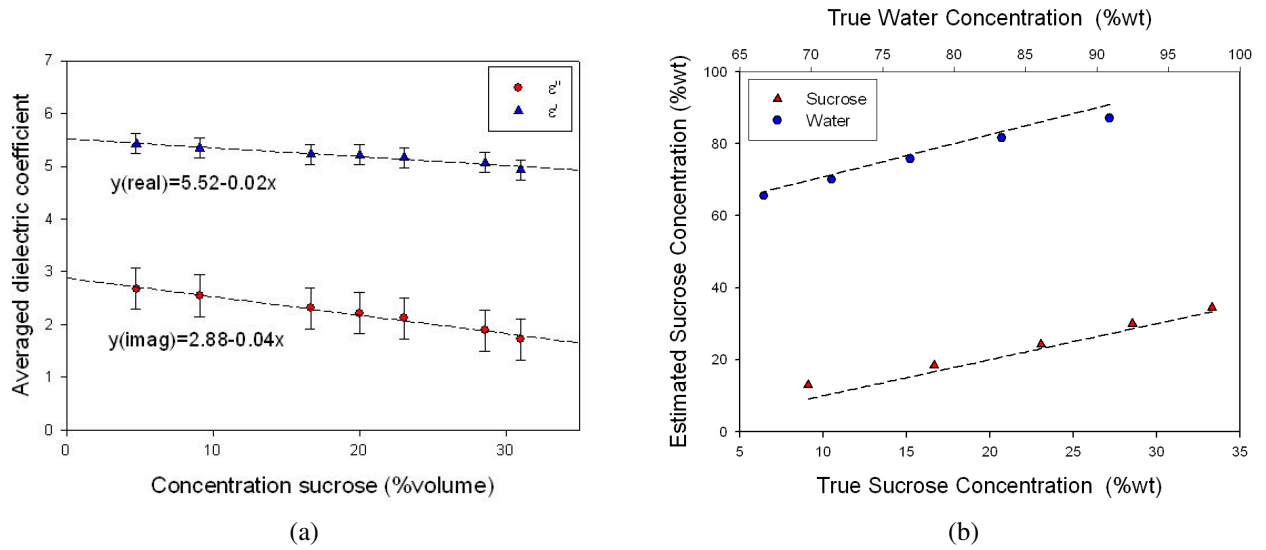 7
6
5
4
3
2
1
0
Averaged dielectric coefficient
ε"
ε'
y(real)=5.52-0.02x
y(imag)=2.88-0.04x
0 10 20 30
Concentration sucrose (%volume)
(a)
True Water Concentration (%wt)
65 70 75 80 85 90 95 100
100
80
60
40
20
0
Estimated Sucrose Concentration (%wt)
Sucrose
Water
5 10 15 20 25 30 35
True Sucrose Concentration (%wt)
(b)